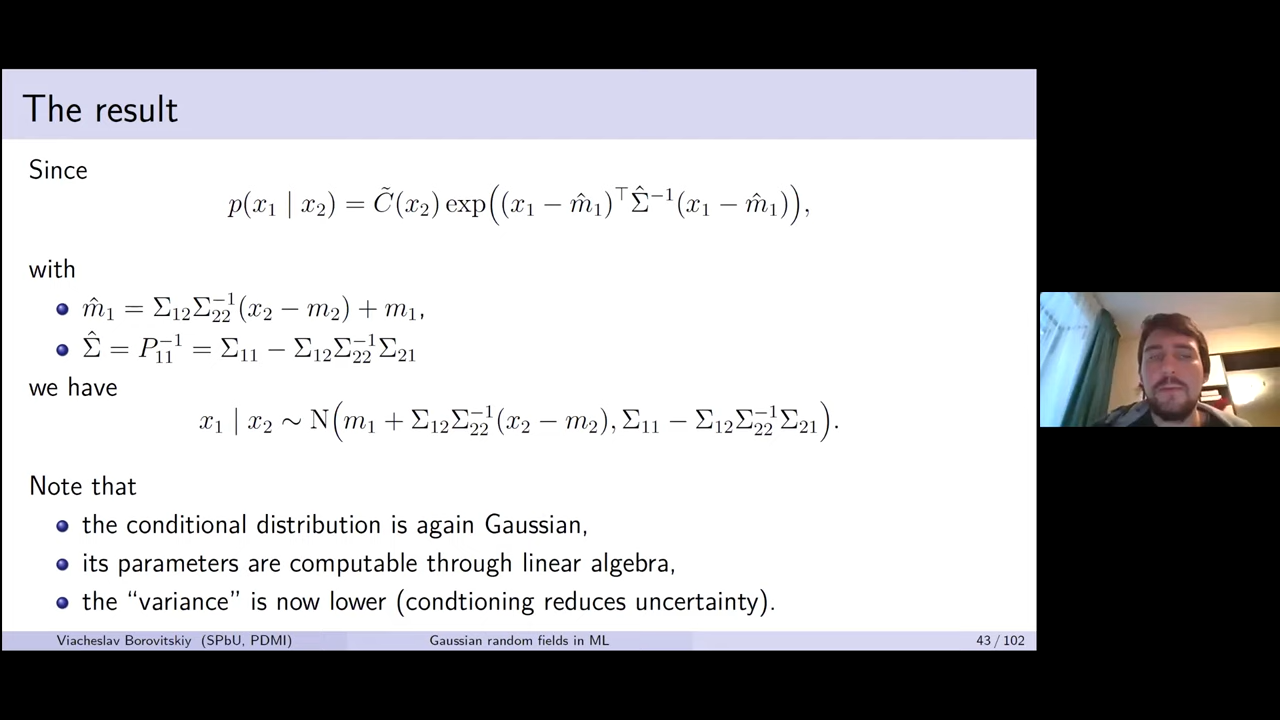 The result
Since
p(x₁ | x₂) = C̃(x₂) exp((x₁ − m̂₁)^⊤ Σ̂⁻¹(x₁ − m̂₁)),
with
• m̂₁ = Σ₁₂Σ₂₂⁻¹(x₂ − m₂) + m₁,
• Σ̂ = P₁₁⁻¹ = Σ₁₁ − Σ₁₂Σ₂₂⁻¹Σ₂₁
we have
x₁ | x₂ ∼ N(m₁ + Σ₁₂Σ₂₂⁻¹(x₂ − m₂), Σ₁₁ − Σ₁₂Σ₂₂⁻¹Σ₂₁).
Note that
• the conditional distribution is again Gaussian,
• its parameters are computable through linear algebra,
• the “variance” is now lower (condtioning reduces uncertainty).
Viacheslav Borovitskiy (SPbU, PDMI) Gaussian random fields in ML 43 / 102